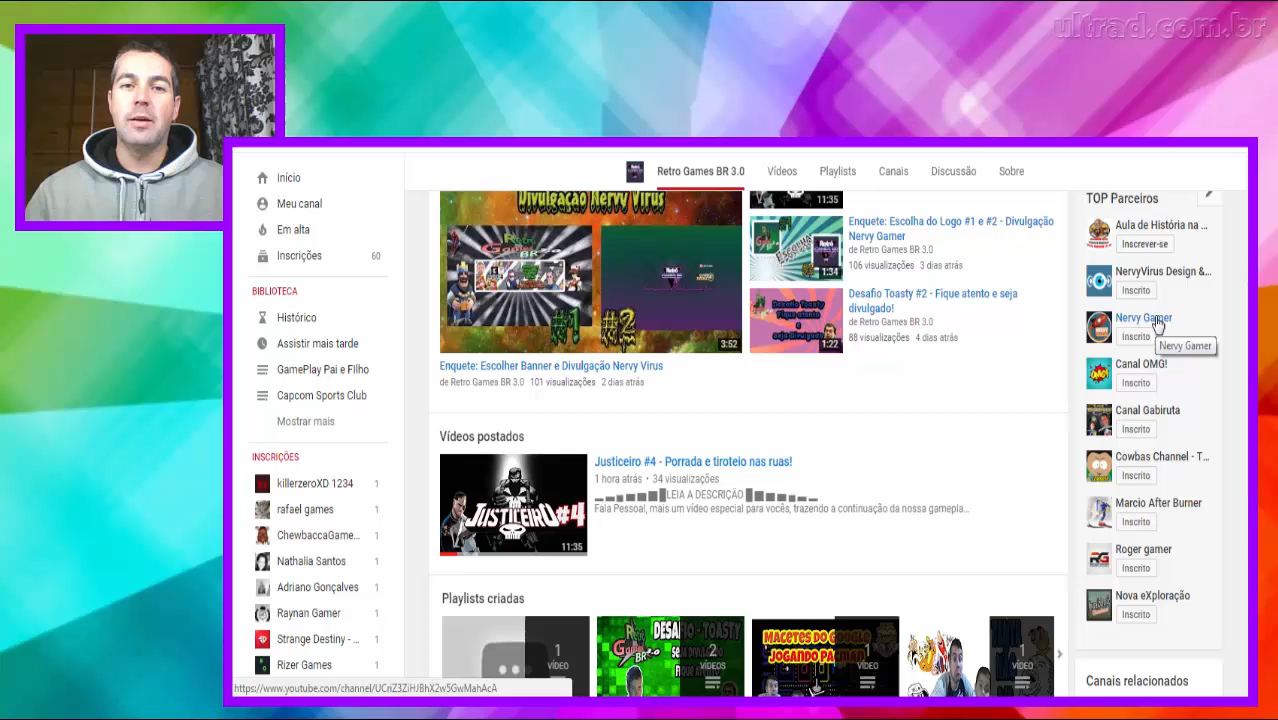 ultrad.com.br
Início
Meu canal
Em alta
Inscrições 60
BIBLIOTECA
Histórico
Assistir mais tarde
GamePlay Pai e FIlho
Capcom Sports Club
Mostrar mais
INSCRIÇÕES
killerzeroXD 1234 1
rafael games 1
ChewbaccaGame... 1
Nathalia Santos 1
Adriano Gonçalves 1
Raynan Gamer 1
Strange Destiny - ... 1
Rizer Games 1
https://www.youtube.com/channel/UCriZ3ZiHJBhX2w5GwMahAcA
Retro Games BR 3.0 Vídeos Playlists Canais Discussão Sobre
Divulgação Nervy Virus
#1 #2
3:52
Enquete: Escolher Banner e Divulgação Nervy Virus
de Retro Games BR 3.0 101 visualizações 2 dias atrás
11:35
1:34
Enquete: Escolha do Logo #1 e #2 - Divulgação
Nervy Gamer
de Retro Games BR 3.0
106 visualizações 3 dias atrás
Desafio Toasty #2
Fique atento
e
seja Divulgado
1:22
Desafio Toasty #2 - Fique atento e seja
divulgado!
de Retro Games BR 3.0
88 visualizações 4 dias atrás
Vídeos postados
JUSTICEIRO #4
11:35
Justiceiro #4 - Porrada e tiroteio nas ruas!
1 hora atrás • 34 visualizações
LEIA A DESCRIÇÃO
Fala Pessoal, mais um vídeo especial para vocês, trazendo a continuação da nossa gamepla...
Playlists criadas
1
VÍDEO
2
VÍDEOS
MACETES DO GOOGLE
JOGANDO PACMAN
1
VÍDEO
1
VÍDEO
TOP Parceiros
Aula de História na ...
Inscrever-se
NervyVirus Design &...
Inscrito
Nervy Gamer
Inscrito
Nervy Gamer
Canal OMG!
Inscrito
Canal Gabiruta
Inscrito
Cowbas Channel - T...
Inscrito
Marcio After Burner
Inscrito
Roger gamer
Inscrito
Nova eXploração
Inscrito
Canais relacionados